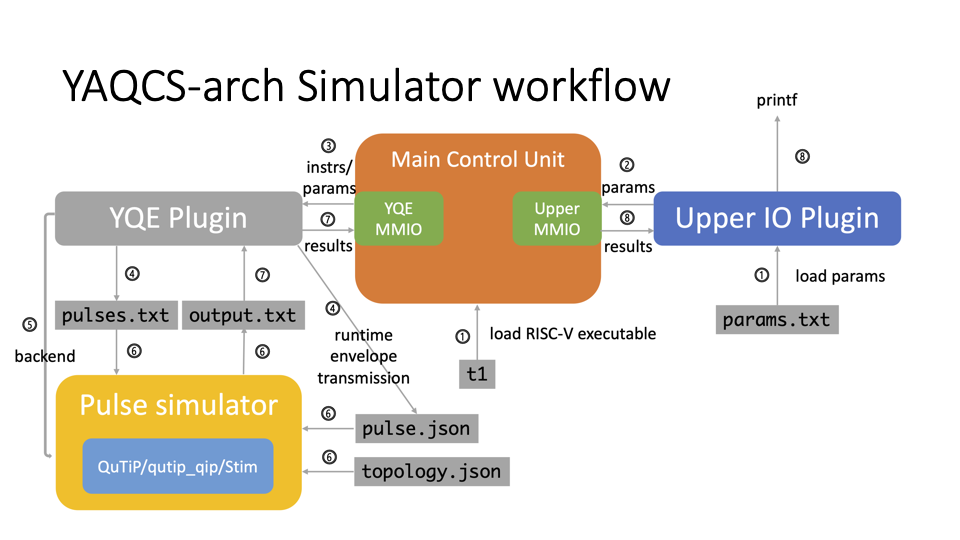 YAQCS-arch Simulator workflow
printf
⑧
③
instrs/
params
Main Control Unit
②
params
YQE Plugin
YQE
MMIO
Upper
MMIO
Upper IO Plugin
⑦
results
⑧
results
④
⑦
①
load params
pulses.txt
output.txt
④
runtime
envelope
transmission
①
load RISC-V executable
params.txt
⑤
backend
⑥
⑥
t1
Pulse simulator
⑥
pulse.json
QuTiP/qutip_qip/Stim
⑥
topology.json